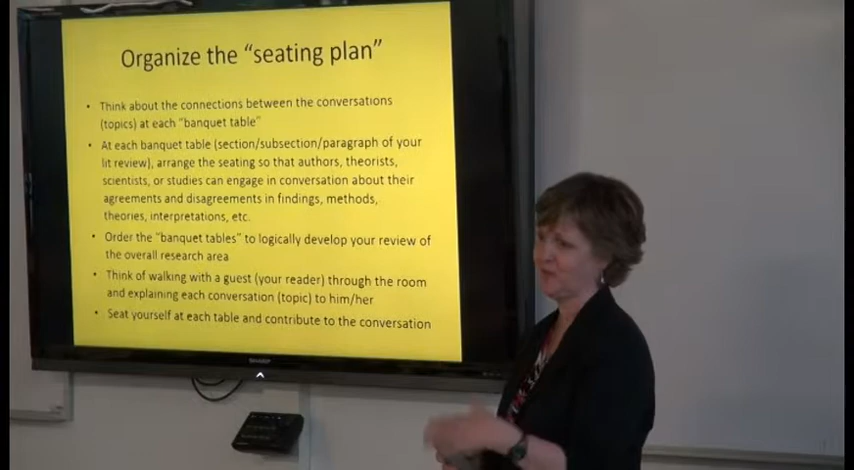 Organize the “seating plan”
• Think about the connections between the conversations
(topics) at each “banquet table”
• At each banquet table (section/subsection/paragraph of your
lit review), arrange the seating so that authors, theorists,
scientists, or studies can engage in conversation about their
agreements and disagreements in findings, methods,
theories, interpretations, etc.
• Order the “banquet tables” to logically develop your review of
the overall research area
• Think of walking with a guest (your reader) through the room
and explaining each conversation (topic) to him/her
• Seat yourself at each table and contribute to the conversation
SHARP